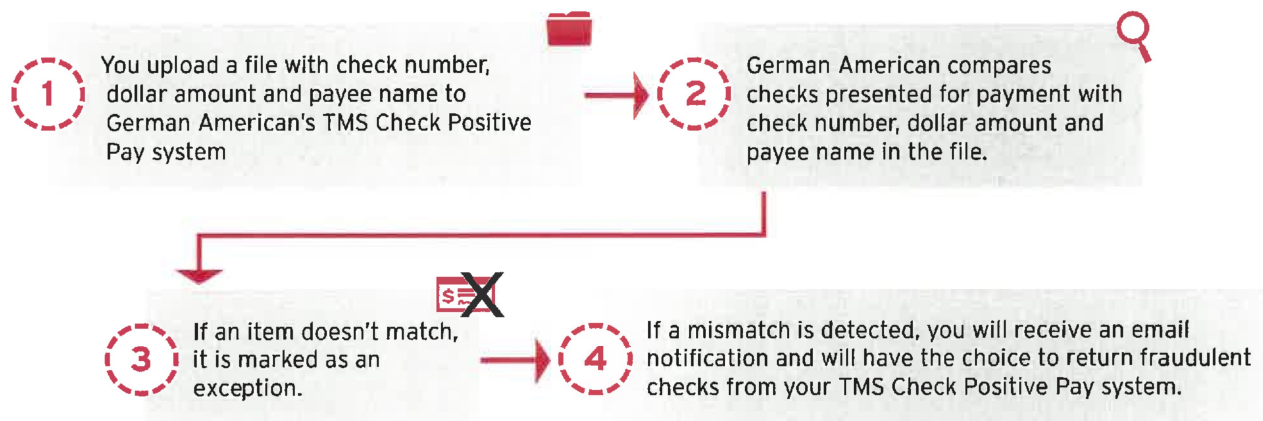 1
You upload a file with check number,
dollar amount and payee name to
German American's TMS Check Positive
Pay system
2
German American compares
checks presented for payment with
check number, dollar amount and
payee name in the file.
3
If an item doesn't match,
it is marked as an
exception.
$
4
If a mismatch is detected, you will receive an email
notification and will have the choice to return fraudulent
checks from your TMS Check Positive Pay system.